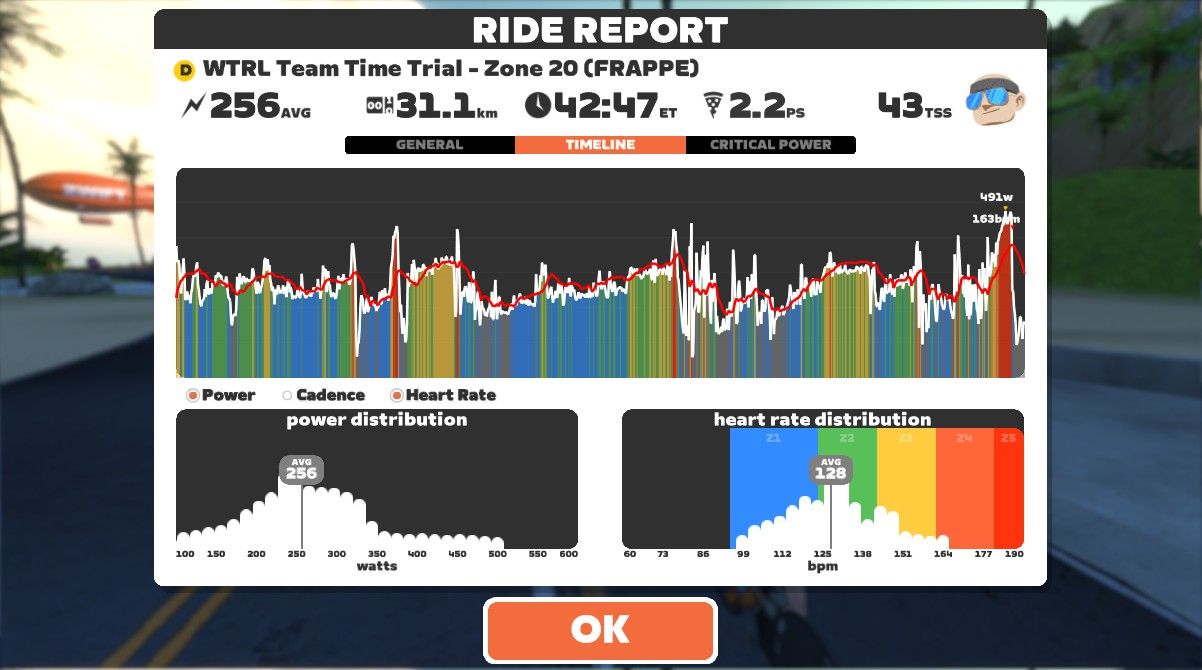 RIDE REPORT
D WTRL Team Time Trial - Zone 20 (FRAPPE)
256AVG 31.1km 42:47ET 2.2PS 43TSS
GENERAL TIMELINE CRITICAL POWER
ZWIFT
491w
163bpm
Power Cadence Heart Rate
power distribution
AVG
256
100 150 200 250 300 350 400 450 500 550 600
watts
heart rate distribution
Z1 Z2 Z3 Z4 Z5
AVG
128
60 73 86 99 112 125 138 151 164 177 190
bpm
OK